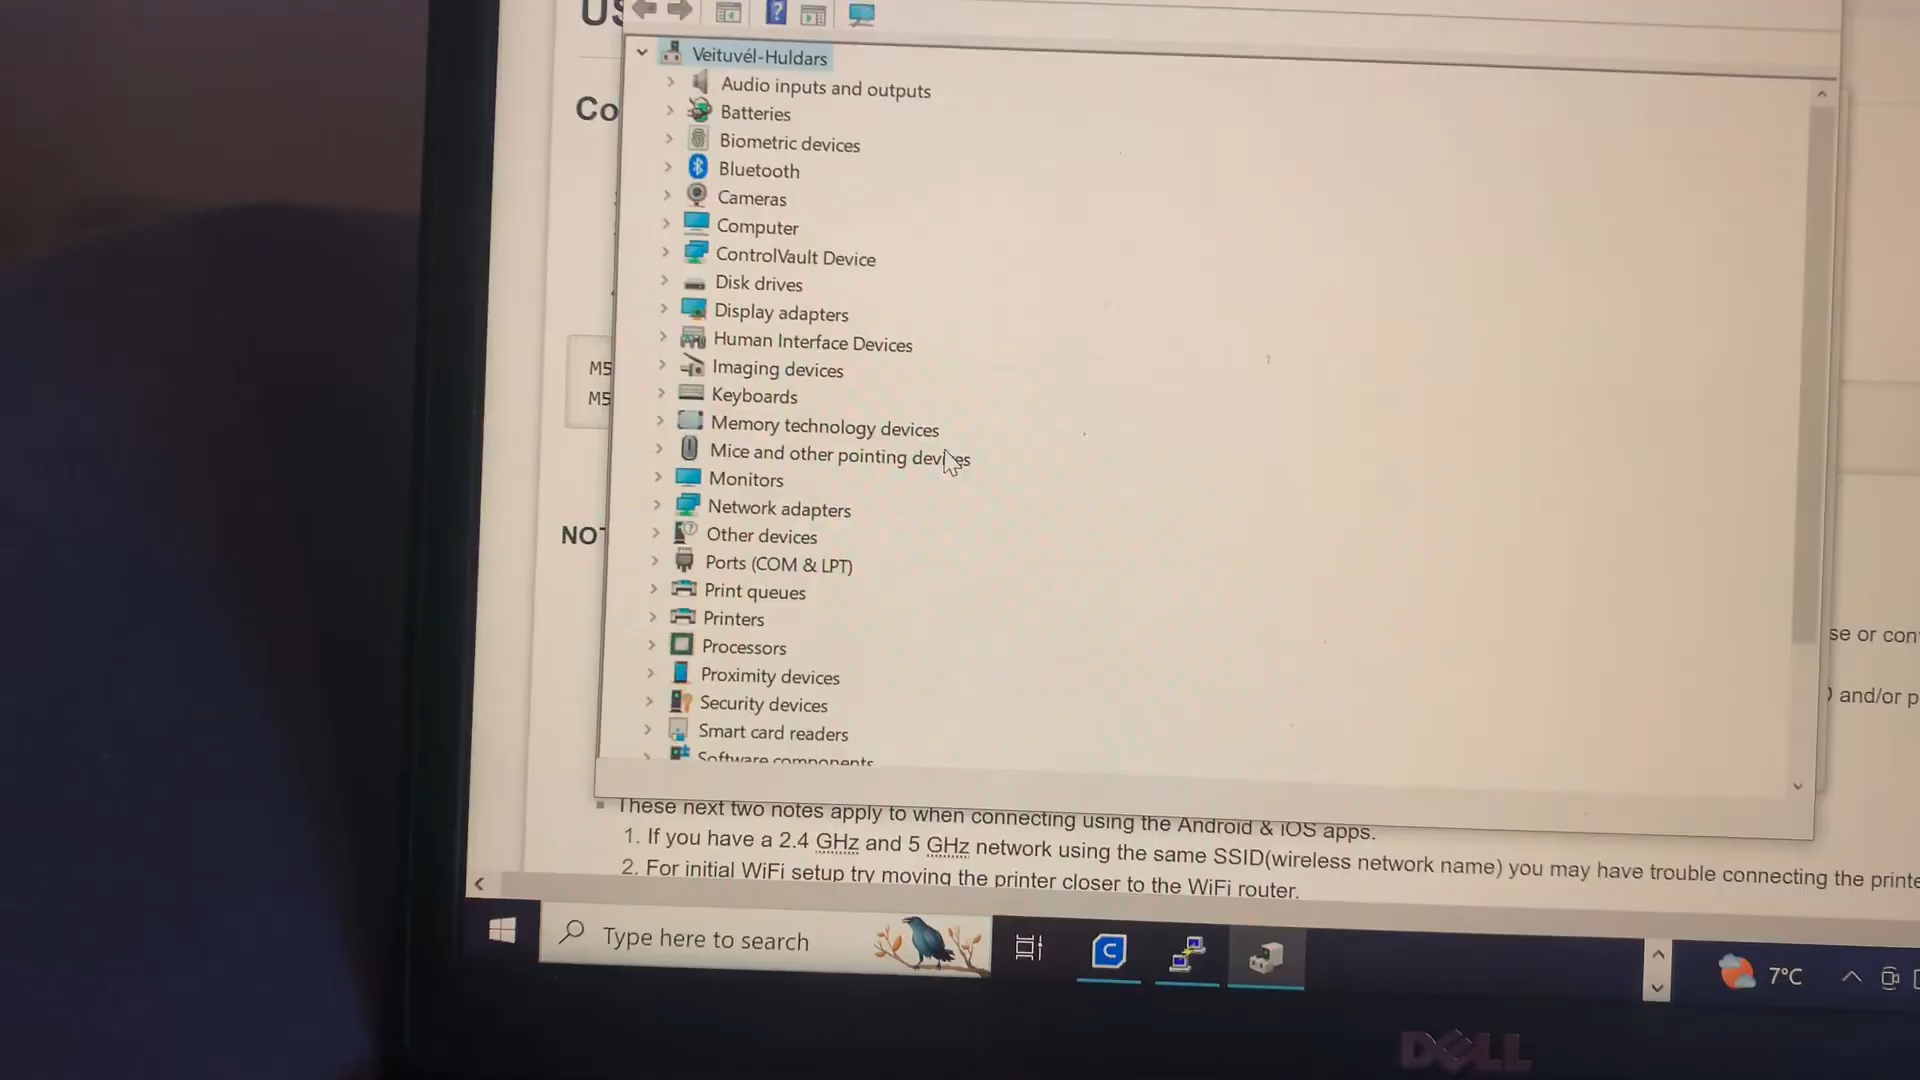 Co
Veituvél-Huldars
Audio inputs and outputs
Batteries
Biometric devices
Bluetooth
Cameras
Computer
ControlVault Device
Disk drives
Display adapters
Human Interface Devices
Imaging devices
Keyboards
M5
M5
Memory technology devices
Mice and other pointing devices
Monitors
Network adapters
Other devices
NOT
Ports (COM & LPT)
Print queues
Printers
Processors
Proximity devices
Security devices
Smart card readers
Software components
se or con
and/or p
These next two notes apply to when connecting using the Android & iOS apps.
1. If you have a 2.4 GHz and 5 GHz network using the same SSID(wireless network name) you may have trouble connecting the printe
2. For initial WiFi setup try moving the printer closer to the WiFi router.
Type here to search
7°C
DELL